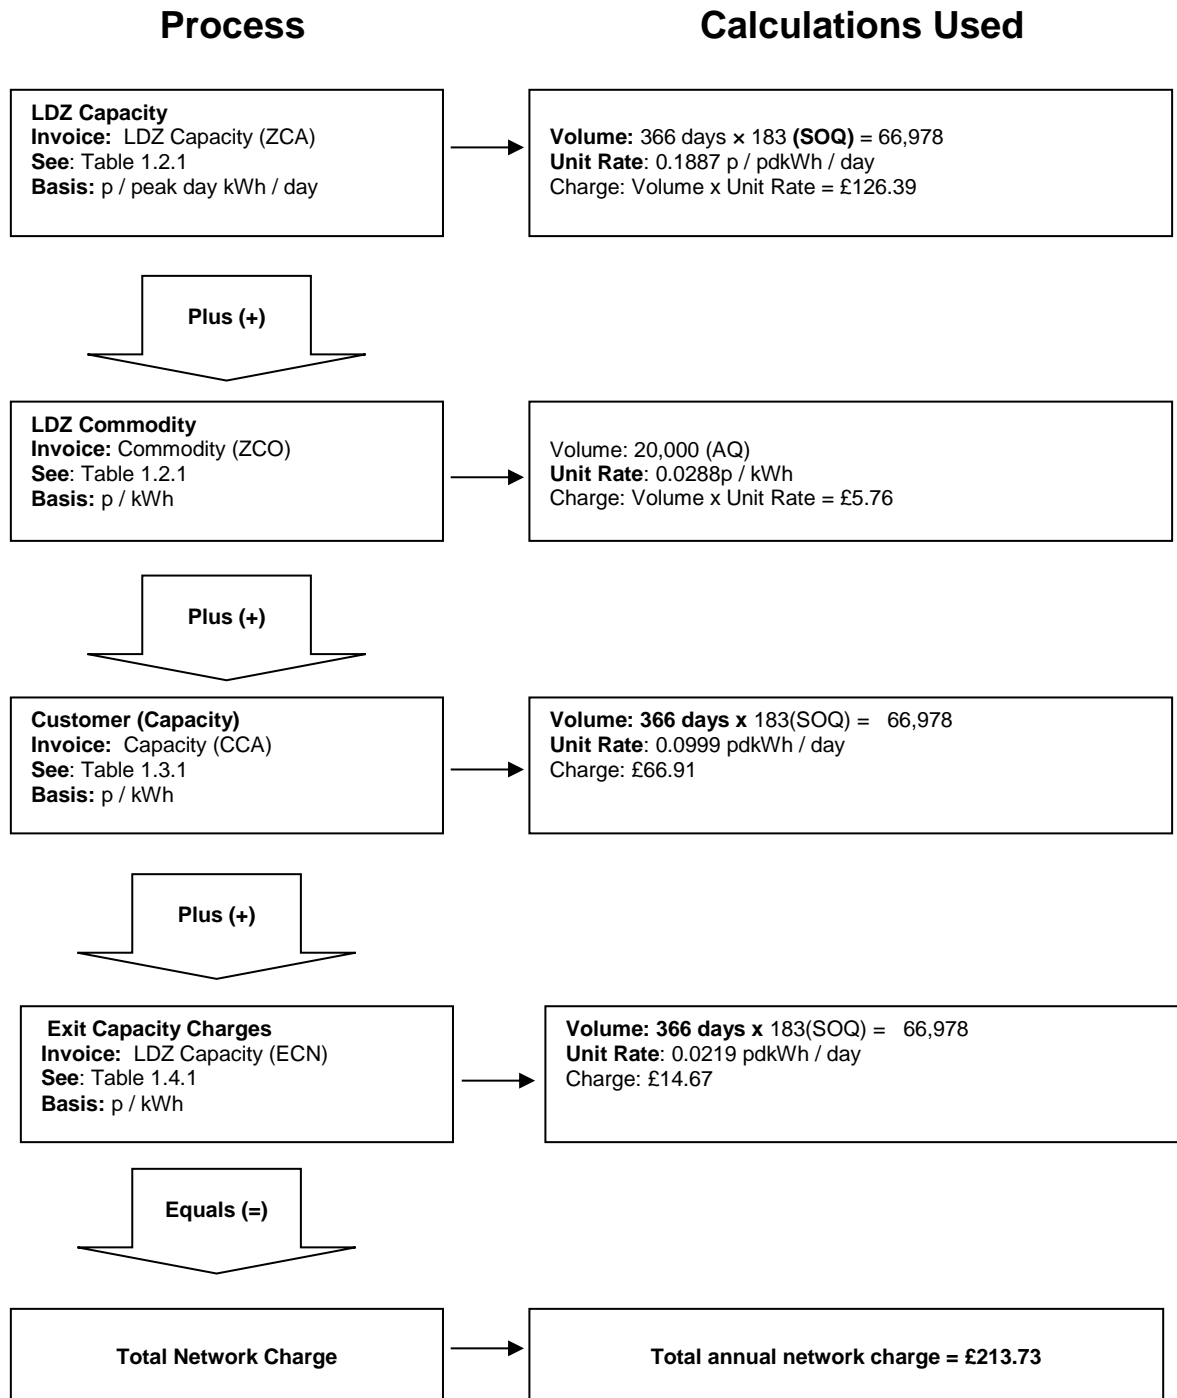 Process
Calculations Used
LDZ Capacity
Invoice: LDZ Capacity (ZCA)
See: Table 1.2.1
Basis: p / peak day kWh / day
Volume: 366 days × 183 (SOQ) = 66,978
Unit Rate: 0.1887 p / pdkWh / day
Charge: Volume x Unit Rate = £126.39
Plus (+)
LDZ Commodity
Invoice: Commodity (ZCO)
See: Table 1.2.1
Basis: p / kWh
Volume: 20,000 (AQ)
Unit Rate: 0.0288p / kWh
Charge: Volume x Unit Rate = £5.76
Plus (+)
Customer (Capacity)
Invoice: Capacity (CCA)
See: Table 1.3.1
Basis: p / kWh
Volume: 366 days x 183(SOQ) = 66,978
Unit Rate: 0.0999 pdkWh / day
Charge: £66.91
Plus (+)
Exit Capacity Charges
Invoice: LDZ Capacity (ECN)
See: Table 1.4.1
Basis: p / kWh
Volume: 366 days x 183(SOQ) = 66,978
Unit Rate: 0.0219 pdkWh / day
Charge: £14.67
Equals (=)
Total Network Charge
Total annual network charge = £213.73